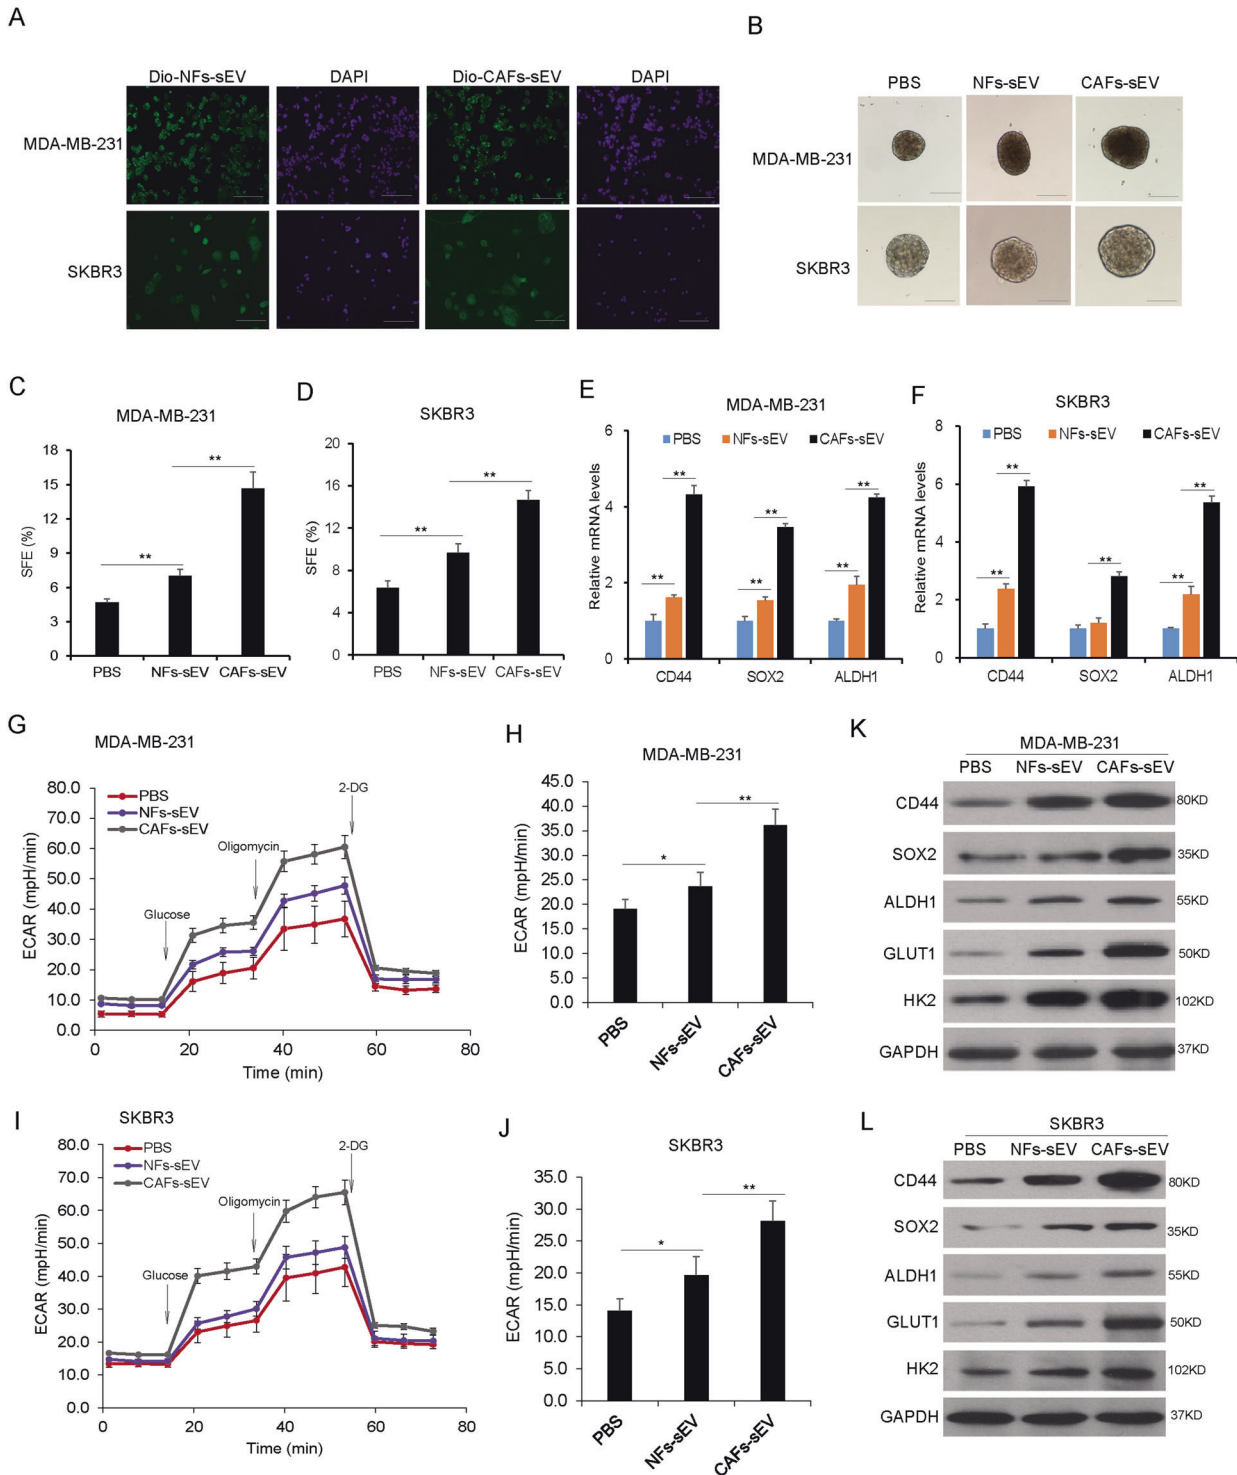 A
Dio-NFs-sEV DAPI Dio-CAFs-sEV DAPI
MDA-MB-231
SKBR3
B
PBS NFs-sEV CAFs-sEV
MDA-MB-231
SKBR3
C
MDA-MB-231
SFE (%)
18
15
12
9
6
3
0
**
**
PBS NFs-sEV CAFs-sEV
D
SKBR3
SFE (%)
20
16
12
8
4
0
**
**
PBS NFs-sEV CAFs-sEV
E
MDA-MB-231
PBS NFs-sEV CAFs-sEV
Relative mRNA levels
6
4
2
0
** ** **
** ** **
CD44 SOX2 ALDH1
F
SKBR3
PBS NFs-sEV CAFs-sEV
Relative mRNA levels
8
6
4
2
0
** ** **
** **
CD44 SOX2 ALDH1
G
MDA-MB-231
PBS
NFs-sEV
CAFs-sEV
2-DG
Oligomycin
Glucose
ECAR (mpH/min)
80.0
70.0
60.0
50.0
40.0
30.0
20.0
10.0
0.0
0 20 40 60 80
Time (min)
H
MDA-MB-231
ECAR (mpH/min)
45.0
40.0
35.0
30.0
25.0
20.0
15.0
10.0
5.0
0.0
**
*
PBS NFs-sEV CAFs-sEV
K
MDA-MB-231
PBS NFs-sEV CAFs-sEV
CD44 80KD
SOX2 35KD
ALDH1 55KD
GLUT1 50KD
HK2 102KD
GAPDH 37KD
I
SKBR3
PBS
NFs-sEV
CAFs-sEV
2-DG
Oligomycin
Glucose
ECAR (mpH/min)
80.0
70.0
60.0
50.0
40.0
30.0
20.0
10.0
0.0
0 20 40 60 80
Time (min)
J
SKBR3
ECAR (mpH/min)
35.0
30.0
25.0
20.0
15.0
10.0
5.0
0.0
**
*
PBS NFs-sEV CAFs-sEV
L
SKBR3
PBS NFs-sEV CAFs-sEV
CD44 80KD
SOX2 35KD
ALDH1 55KD
GLUT1 50KD
HK2 102KD
GAPDH 37KD